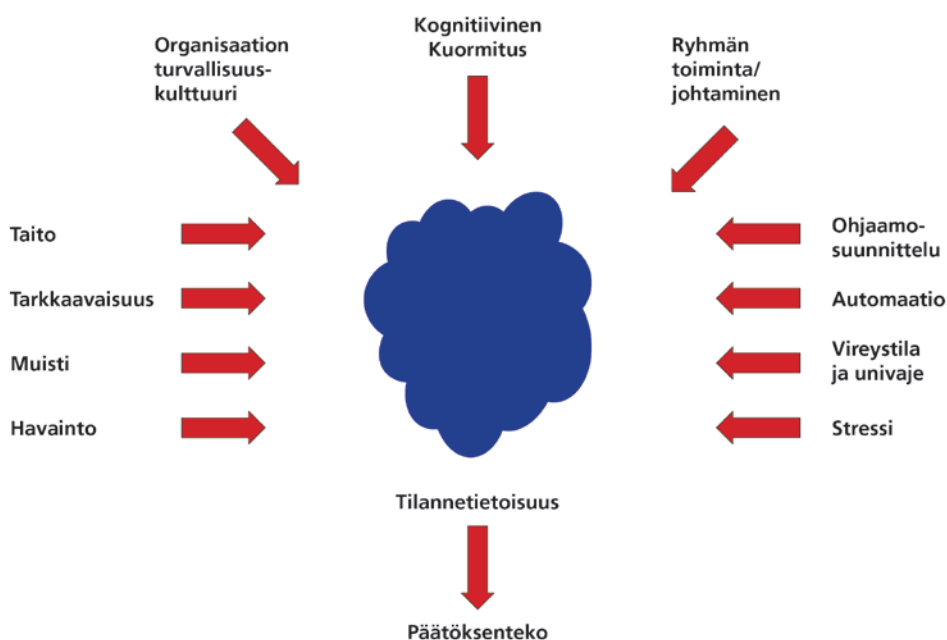 Kognitiivinen
Kuormitus
Organisaation
turvallisuus-
kulttuuri
Ryhmän
toiminta/
johtaminen
Taito
Tarkkaavaisuus
Muisti
Havainto
Ohjaamo-
suunnittelu
Automaatio
Vireystila
ja univaje
Stressi
Tilannetietoisuus
Päätöksenteko